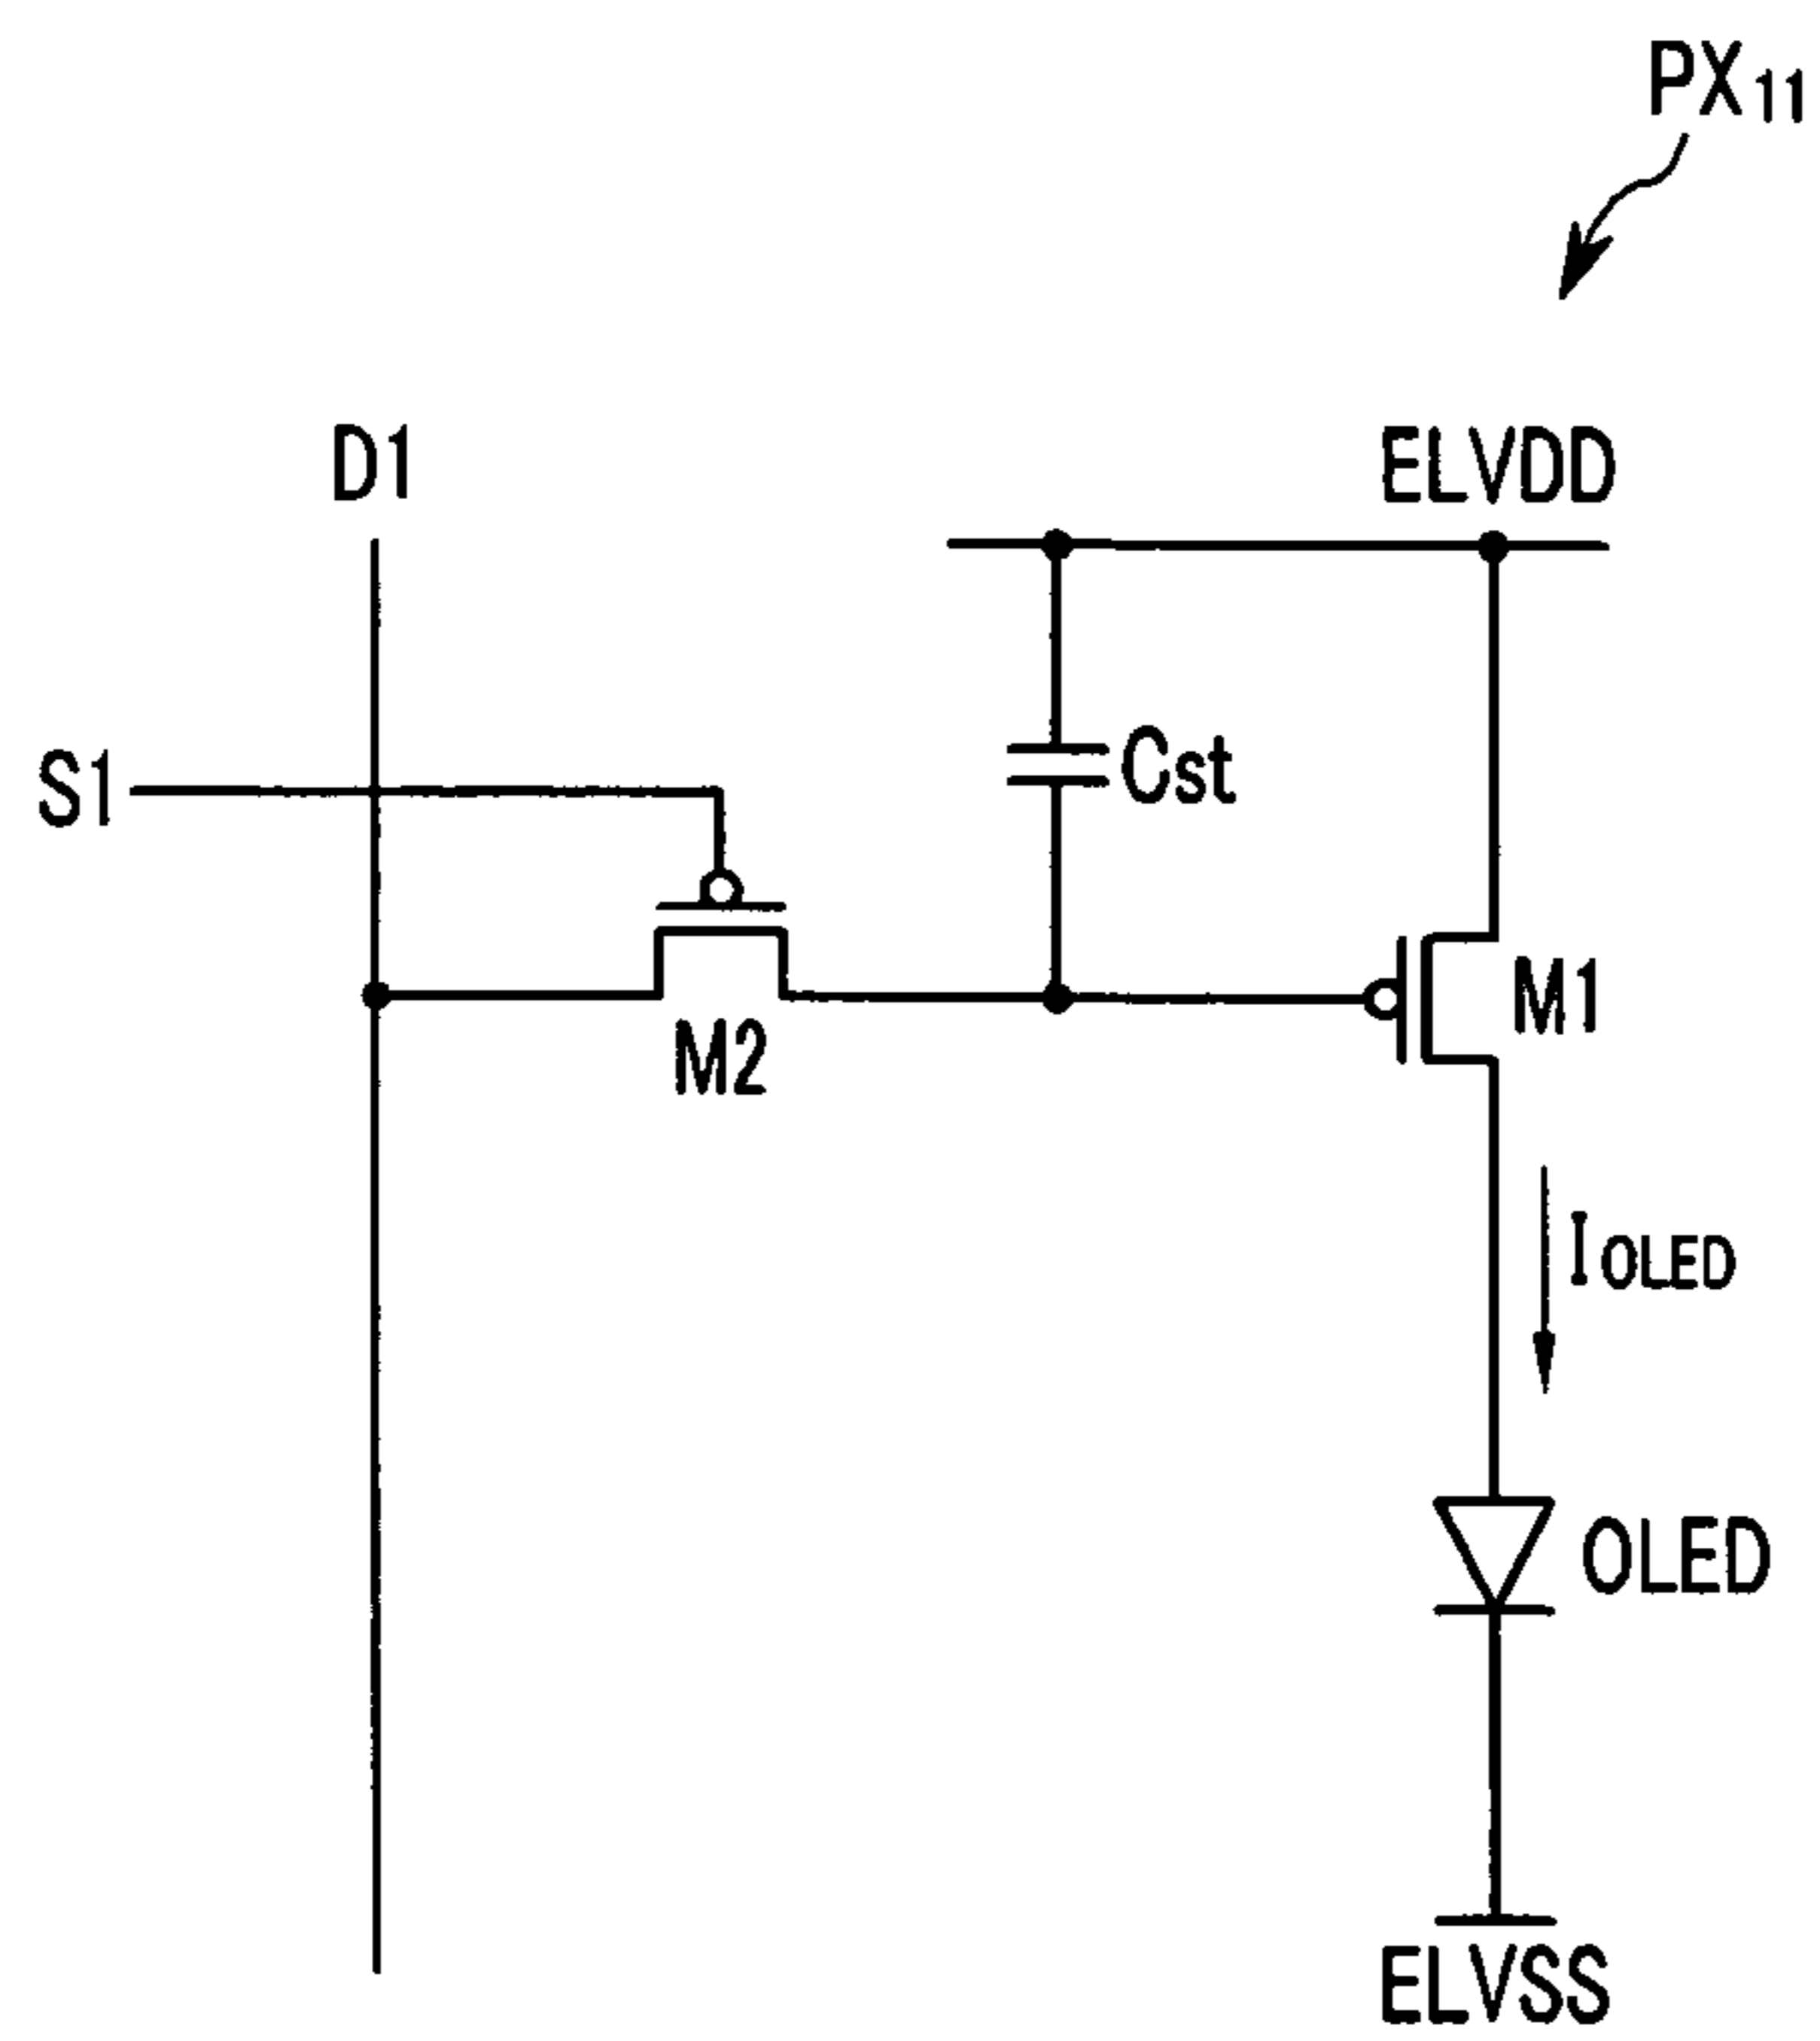 PX11
D1
ELVDD
S1
Cst
M1
M2
IOLED
OLED
ELVSS